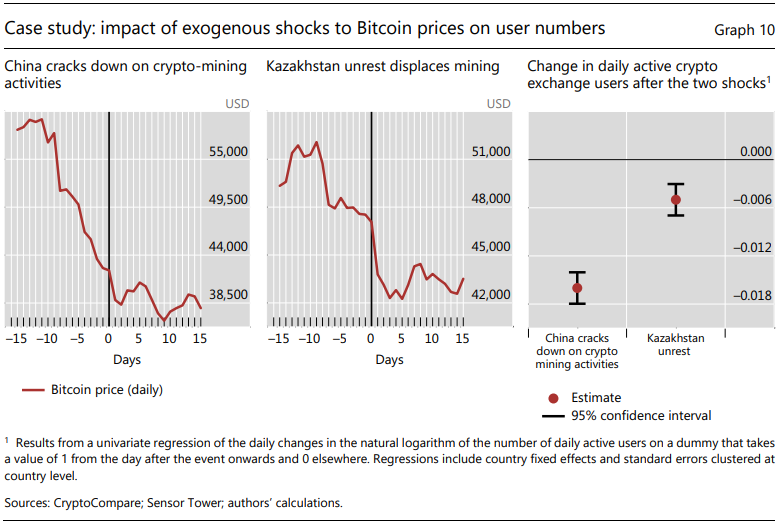 Case study: impact of exogenous shocks to Bitcoin prices on user numbers
Graph 10
China cracks down on crypto-mining
activities
USD
55,000
49,500
44,000
38,500
−15 −10 −5 0 5 10 15
Days
Bitcoin price (daily)
Kazakhstan unrest displaces mining
USD
51,000
48,000
45,000
42,000
−15 −10 −5 0 5 10 15
Days
Change in daily active crypto
exchange users after the two shocks¹
0.000
−0.006
−0.012
−0.018
China cracks
down on crypto
mining activities
Kazakhstan
unrest
Estimate
95% confidence interval
¹ Results from a univariate regression of the daily changes in the natural logarithm of the number of daily active users on a dummy that takes
a value of 1 from the day after the event onwards and 0 elsewhere. Regressions include country fixed effects and standard errors clustered at
country level.
Sources: CryptoCompare; Sensor Tower; authors’ calculations.